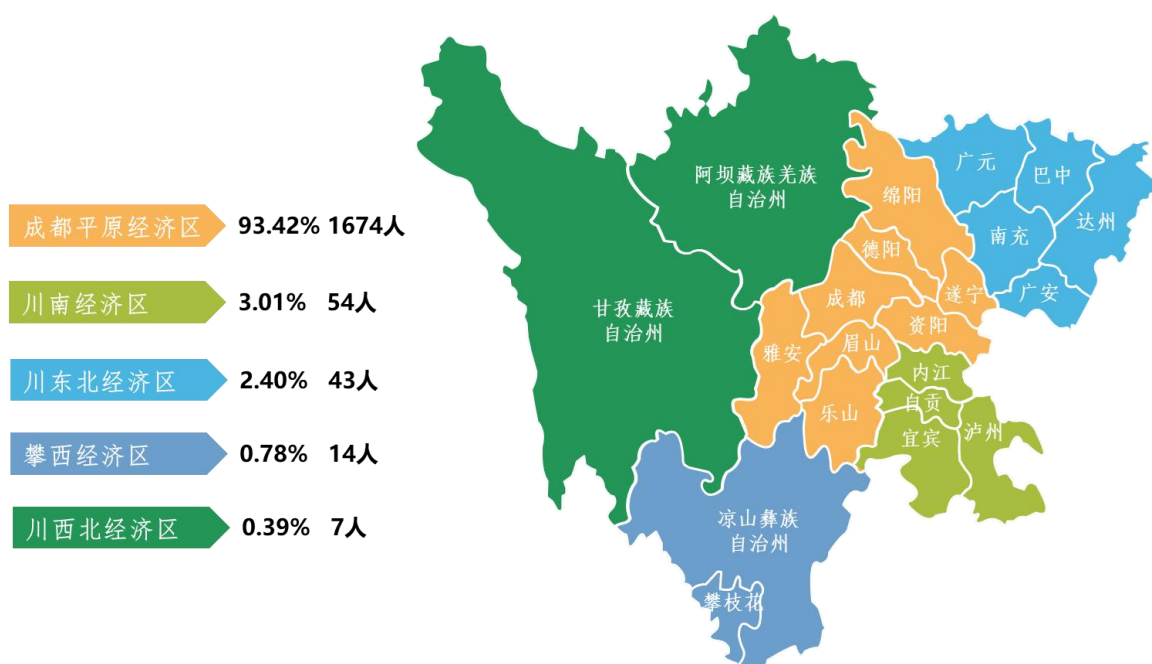 成都平原经济区 93.42% 1674人
川南经济区 3.01% 54人
川东北经济区 2.40% 43人
攀西经济区 0.78% 14人
川西北经济区 0.39% 7人
阿坝藏族羌族
自治州
甘孜藏族
自治州
绵阳
广元
巴中
达州
南充
德阳
遂宁
广安
成都
资阳
雅安
眉山
内江
乐山
自贡
宜宾
泸州
凉山彝族
自治州
攀枝花